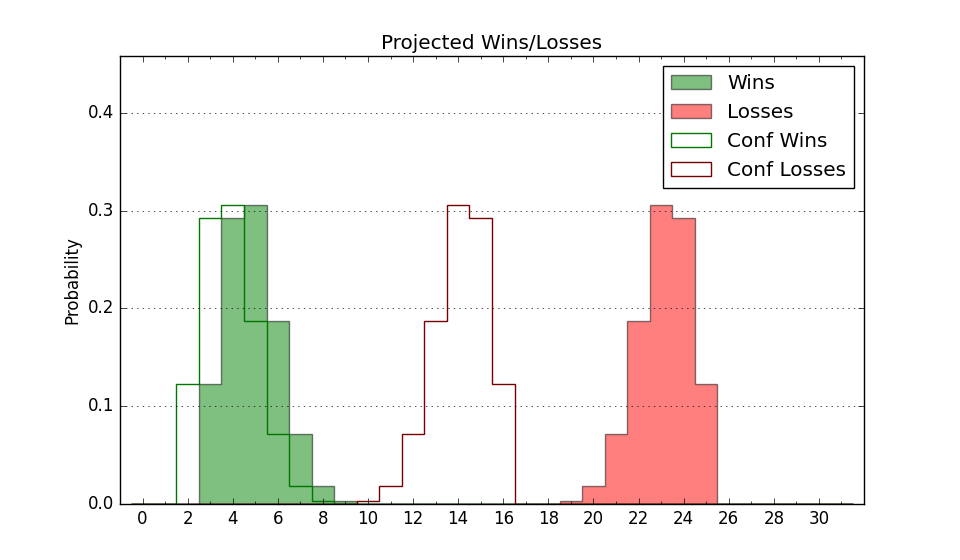 Projected Wins/Losses
Wins
Losses
Conf Wins
Conf Losses
Probability
0.4
0.3
0.2
0.1
0.0
0 2 4 6 8 10 12 14 16 18 20 22 24 26 28 30